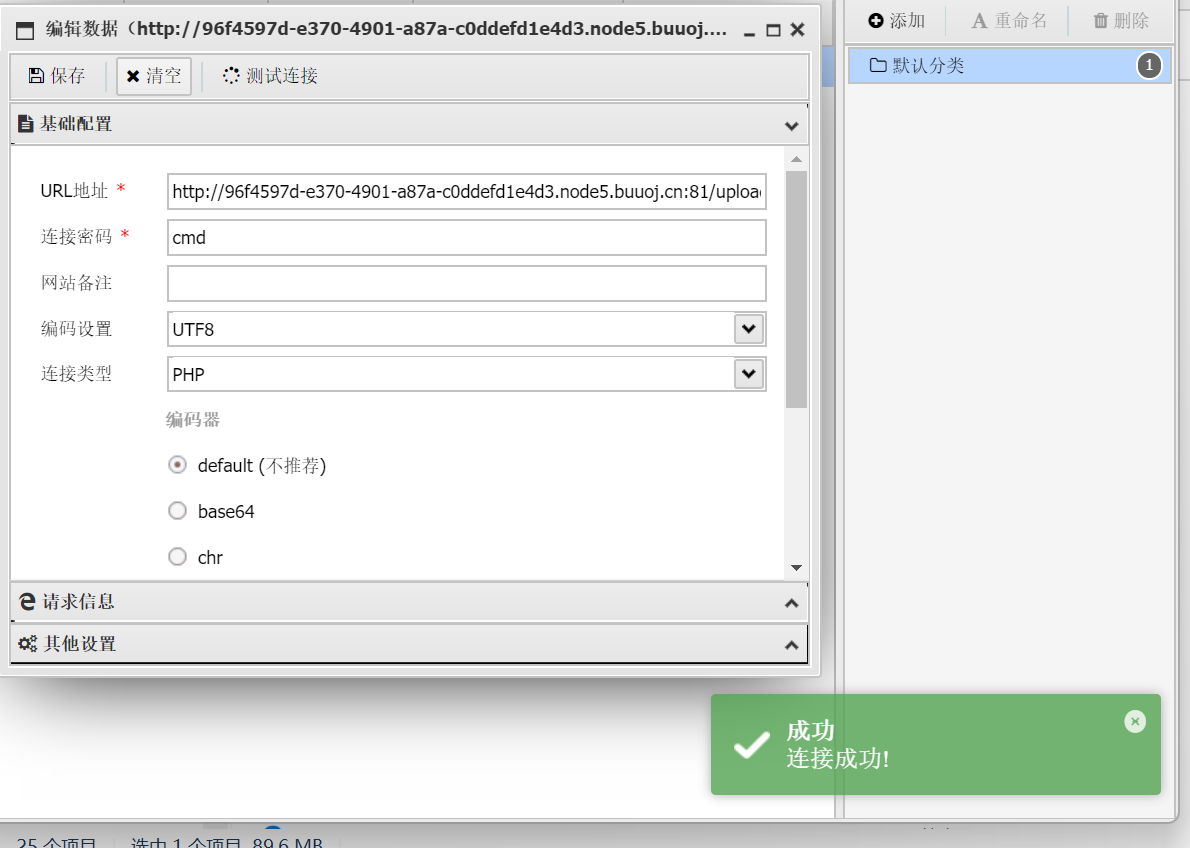 编辑数据（http://96f4597d-e370-4901-a87a-c0ddefd1e4d3.node5.buuoj....
保存 清空 测试连接
基础配置
URL地址 *
http://96f4597d-e370-4901-a87a-c0ddefd1e4d3.node5.buuoj.cn:81/uploa
连接密码 *
cmd
网站备注
编码设置
UTF8
连接类型
PHP
编码器
default (不推荐)
base64
chr
请求信息
其他设置
添加 重命名 删除
默认分类 1
成功
连接成功!
25 个项目 选中 1 个项目 89.6 MB